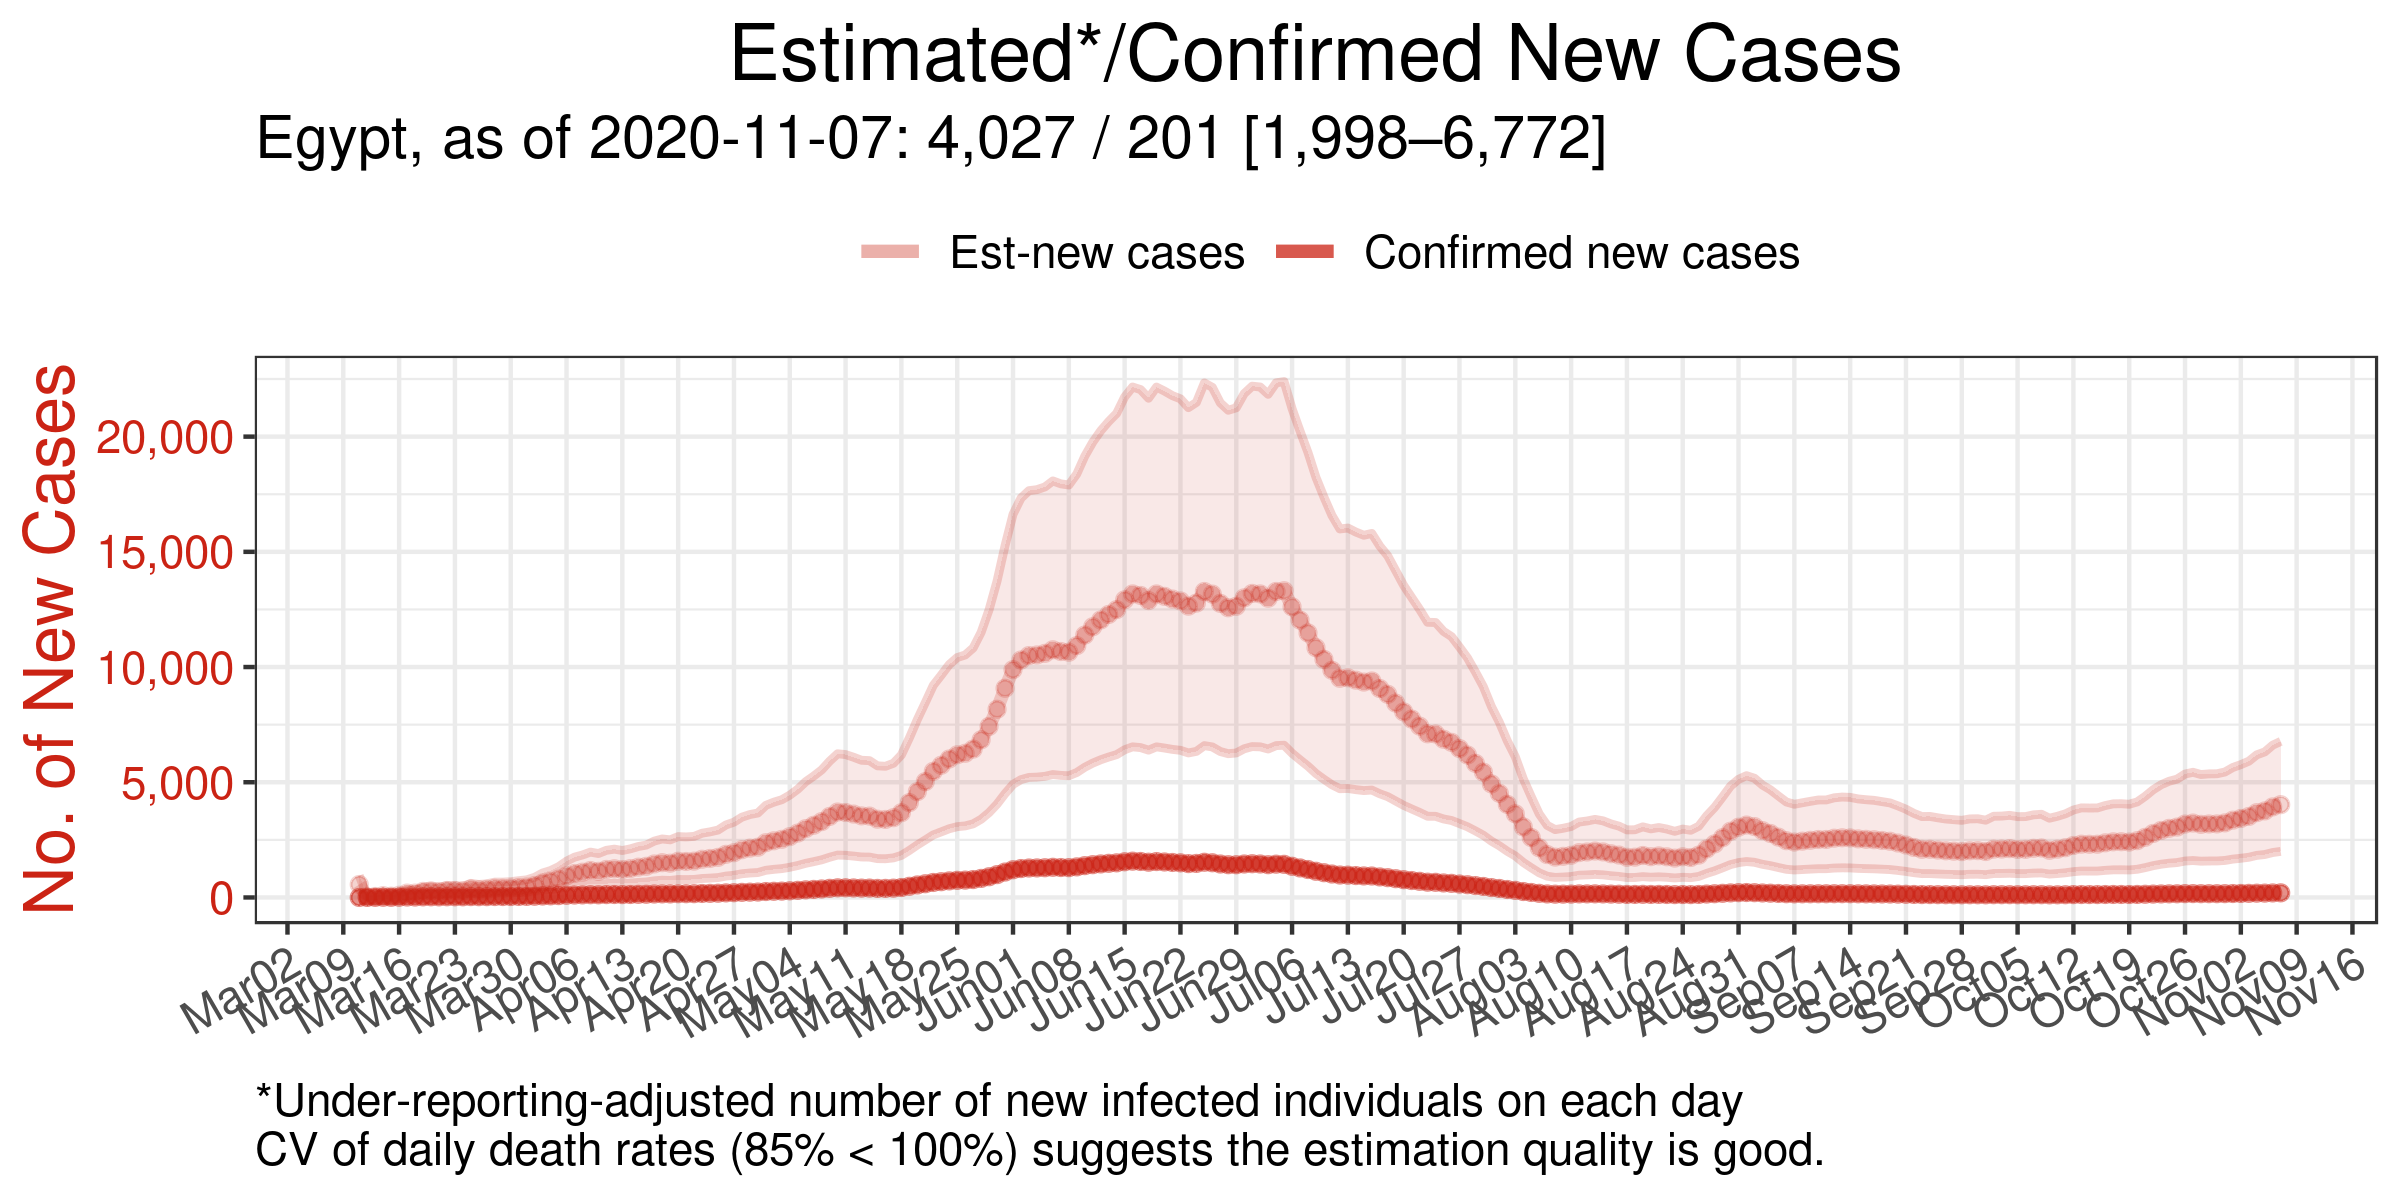 Estimated*/Confirmed New Cases
Egypt, as of 2020-11-07: 4,027 / 201 [1,998–6,772]
Est-new cases
Confirmed new cases
No. of New Cases
20,000
15,000
10,000
5,000
0
Mar02
Mar09
Mar16
Mar23
Mar30
Apr06
Apr13
Apr20
Apr27
May04
May11
May18
May25
Jun01
Jun08
Jun15
Jun22
Jun29
Jul06
Jul13
Jul20
Jul27
Aug03
Aug10
Aug17
Aug24
Aug31
Sep07
Sep14
Sep21
Sep28
Oct05
Oct12
Oct19
Oct26
Nov02
Nov09
Nov16
*Under-reporting-adjusted number of new infected individuals on each day
CV of daily death rates (85% < 100%) suggests the estimation quality is good.